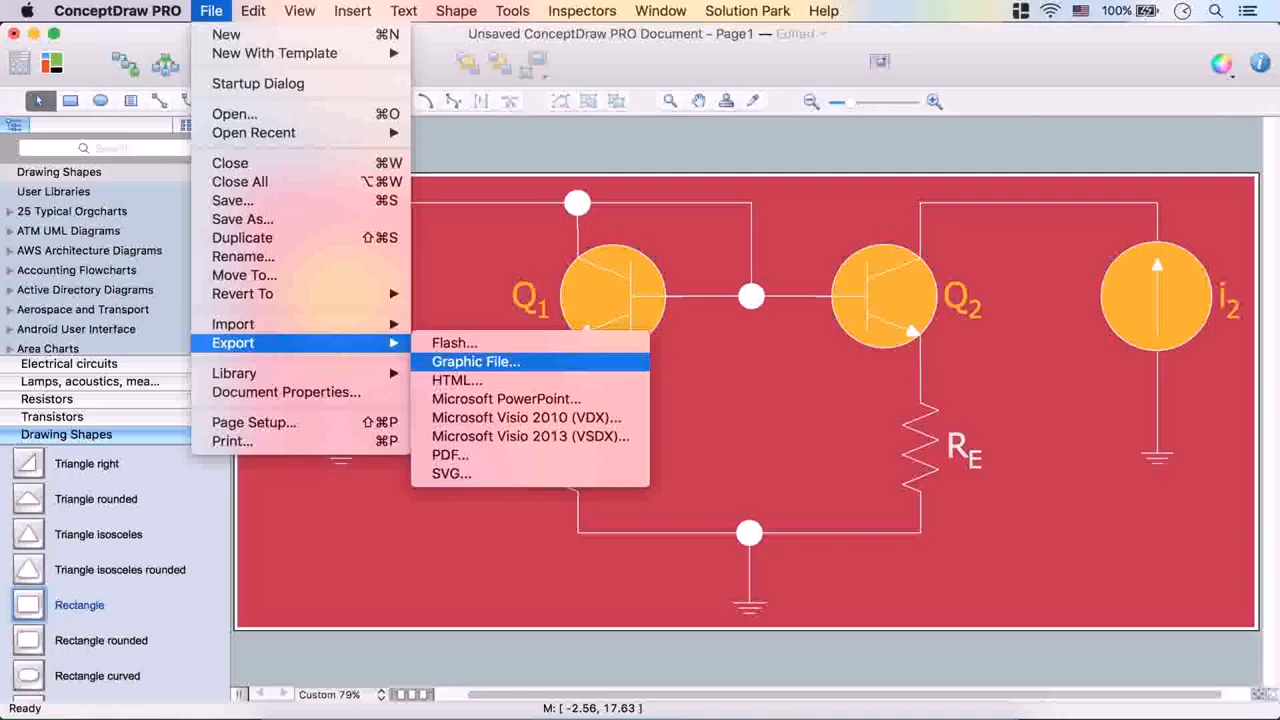 ConceptDraw PRO File Edit View Insert Text Shape Tools Inspectors Window Solution Park Help 100%
Unsaved ConceptDraw PRO Document - Page1 — Edited
New ⌘N
New With Template
Startup Dialog
Open... ⌘O
Open Recent
Close ⌘W
Close All ⌥⌘W
Save... ⌘S
Save As...
Duplicate ⇧⌘S
Rename...
Move To...
Revert To
Import
Export
Library
Document Properties...
Page Setup... ⇧⌘P
Print... ⌘P
Flash...
Graphic File...
HTML...
Microsoft PowerPoint...
Microsoft Visio 2010 (VDX)...
Microsoft Visio 2013 (VSDX)...
PDF...
SVG...
Drawing Shapes
User Libraries
25 Typical Orgcharts
ATM UML Diagrams
AWS Architecture Diagrams
Accounting Flowcharts
Active Directory Diagrams
Aerospace and Transport
Android User Interface
Area Charts
Electrical circuits
Lamps, acoustics, mea...
Resistors
Transistors
Drawing Shapes
Triangle right
Triangle rounded
Triangle isosceles
Triangle isosceles rounded
Rectangle
Rectangle rounded
Rectangle curved
Q1
Q2
i2
RE
Custom 79%
Ready
M: [ -2.56, 17.63 ]